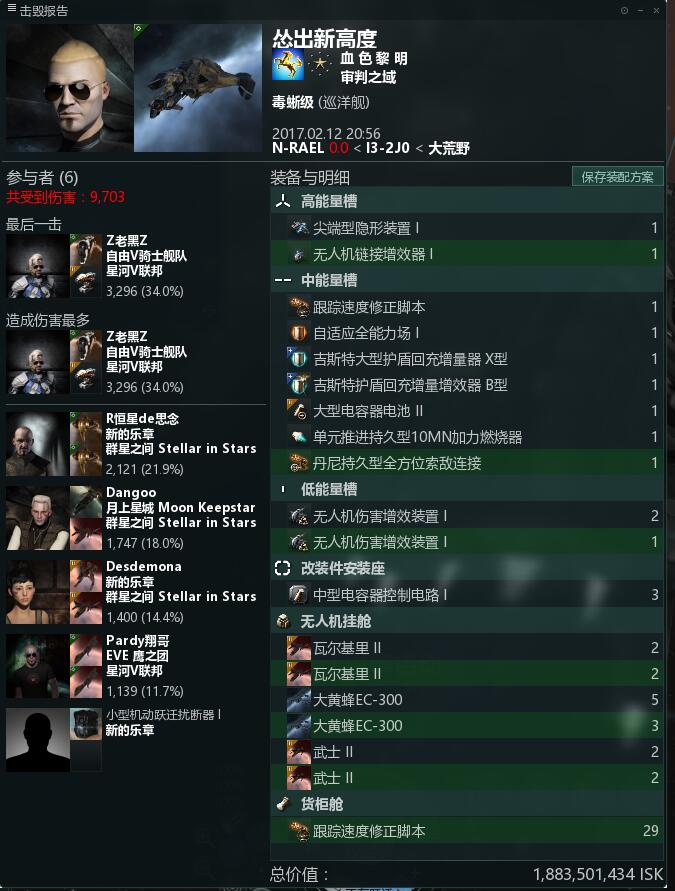 击毁报告
怂出新高度
血色黎明
审判之域
毒蜥级 (巡洋舰)
2017.02.12 20:56
N-RAEL 0.0 < I3-2J0 < 大荒野
参与者 (6)
共受到伤害：9,703
最后一击
Z老黑Z
自由V骑士舰队
星河V联邦
3,296 (34.0%)
造成伤害最多
Z老黑Z
自由V骑士舰队
星河V联邦
3,296 (34.0%)
R恒星de思念
新的乐章
群星之间 Stellar in Stars
2,121 (21.9%)
Dangoo
月上星城 Moon Keepstar
群星之间 Stellar in Stars
1,747 (18.0%)
Desdemona
新的乐章
群星之间 Stellar in Stars
1,400 (14.4%)
Pardy翔哥
EVE 鹰之团
星河V联邦
1,139 (11.7%)
小型机动跃迁扰断器 I
新的乐章
装备与明细
保存装配方案
高能量槽
尖端型隐形装置 I 1
无人机链接增效器 I 1
中能量槽
跟踪速度修正脚本 1
自适应全能力场 I 1
吉斯特大型护盾回充增量器 X型 1
吉斯特护盾回充增量增效器 B型 1
大型电容器电池 II 1
单元推进持久型10MN加力燃烧器 1
丹尼持久型全方位索敌连接 1
低能量槽
无人机伤害增效装置 I 2
无人机伤害增效装置 I 1
改装件安装座
中型电容器控制电路 I 3
无人机挂舱
瓦尔基里 II 2
瓦尔基里 II 2
大黄蜂EC-300 5
大黄蜂EC-300 3
武士 II 2
武士 II 2
货柜舱
跟踪速度修正脚本 29
总价值： 1,883,501,434 ISK